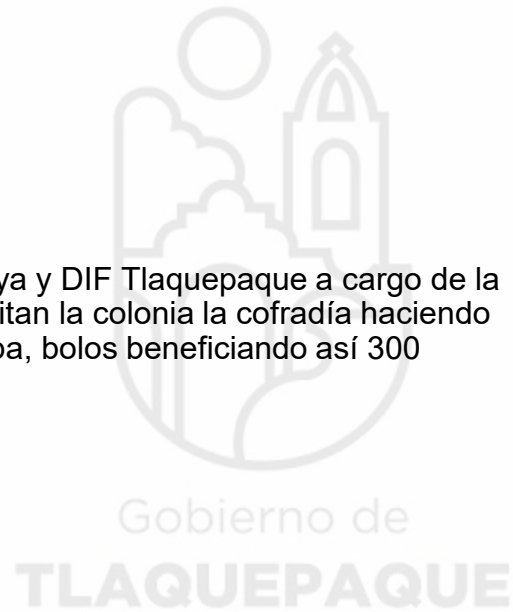 ya y DIF Tlaquepaque a cargo de la
itan la colonia la cofradía haciendo
a, bolos beneficiando así 300
Gobierno de
TLAQUEPAQUE